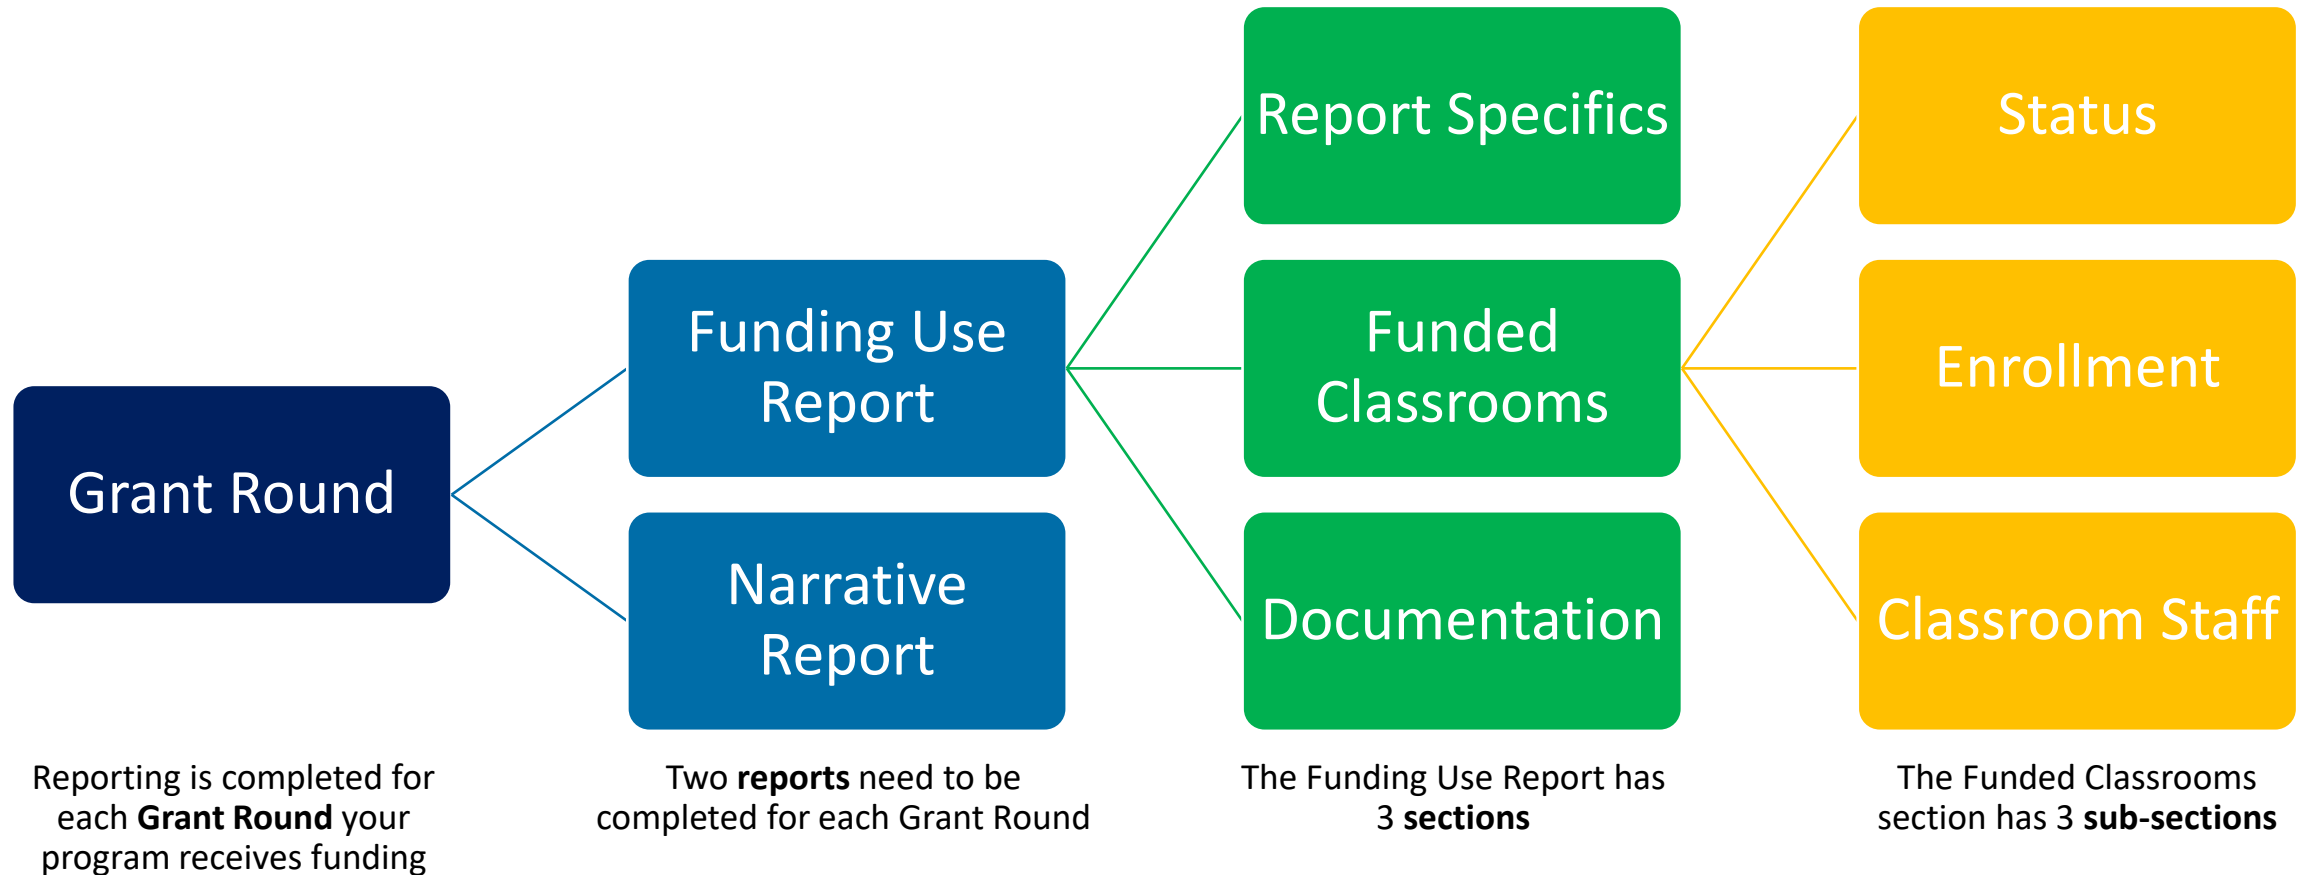 Grant Round
Reporting is completed for
each Grant Round your
program receives funding
Funding Use
Report
Narrative
Report
Two reports need to be
completed for each Grant Round
Report Specifics
Funded
Classrooms
Documentation
The Funding Use Report has
3 sections
Status
Enrollment
Classroom Staff
The Funded Classrooms
section has 3 sub-sections